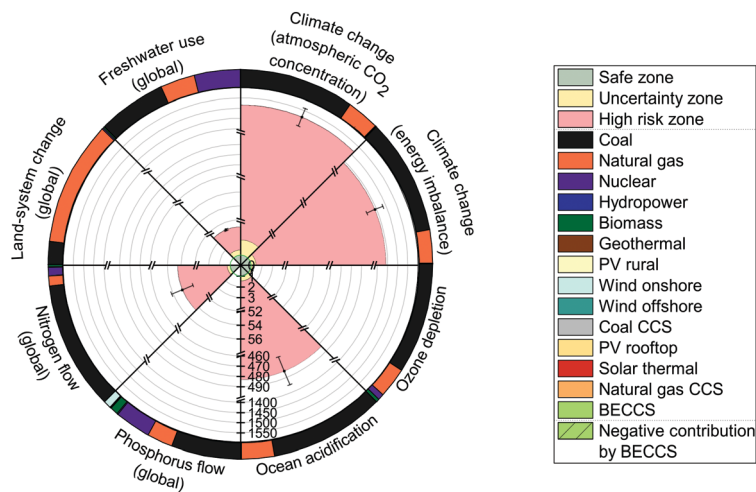 Climate change
(atmospheric CO2
concentration)
Freshwater use
(global)
Climate change
(energy imbalance)
Land-system change
(global)
Nitrogen flow
(global)
Phosphorus flow
(global)
Ocean acidification
Ozone depletion
0
1
2
3
52
54
56
460
470
480
490
1400
1450
1500
1550
Safe zone
Uncertainty zone
High risk zone
Coal
Natural gas
Nuclear
Hydropower
Biomass
Geothermal
PV rural
Wind onshore
Wind offshore
Coal CCS
PV rooftop
Solar thermal
Natural gas CCS
BECCS
Negative contribution
by BECCS